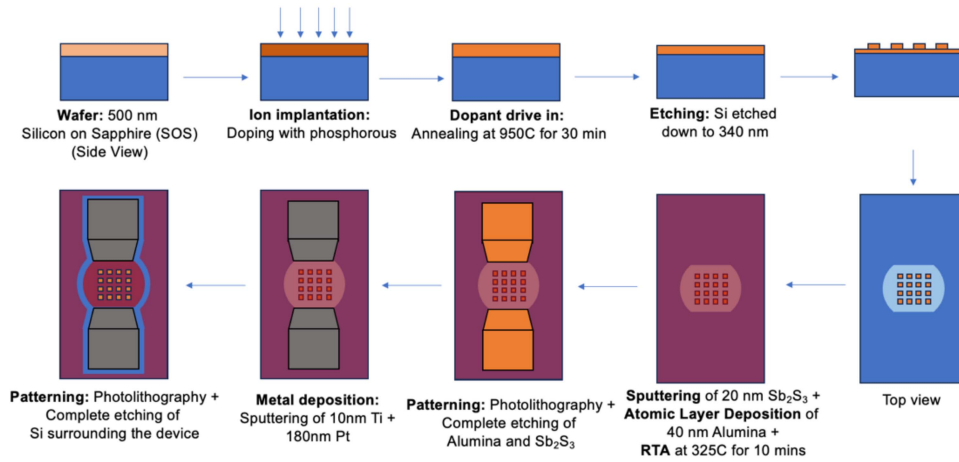 Wafer: 500 nm
Silicon on Sapphire (SOS)
(Side View)
Ion implantation:
Doping with phosphorous
Dopant drive in:
Annealing at 950C for 30 min
Etching: Si etched
down to 340 nm
Patterning: Photolithography +
Complete etching of
Si surrounding the device
Metal deposition:
Sputtering of 10nm Ti +
180nm Pt
Patterning: Photolithography +
Complete etching of
Alumina and Sb₂S₃
Sputtering of 20 nm Sb₂S₃ +
Atomic Layer Deposition of
40 nm Alumina +
RTA at 325C for 10 mins
Top view